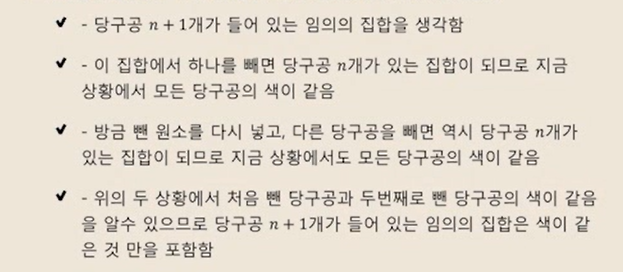 ✔ - 당구공 n + 1개가 들어 있는 임의의 집합을 생각함
✔ - 이 집합에서 하나를 빼면 당구공 n개가 있는 집합이 되므로 지금
상황에서 모든 당구공의 색이 같음
✔ - 방금 뺀 원소를 다시 넣고, 다른 당구공을 빼면 역시 당구공 n개가
있는 집합이 되므로 지금 상황에서도 모든 당구공의 색이 같음
✔ - 위의 두 상황에서 처음 뺀 당구공과 두번째로 뺀 당구공의 색이 같음
을 알수 있으므로 당구공 n + 1개가 들어 있는 임의의 집합은 색이 같
은 것 만을 포함함